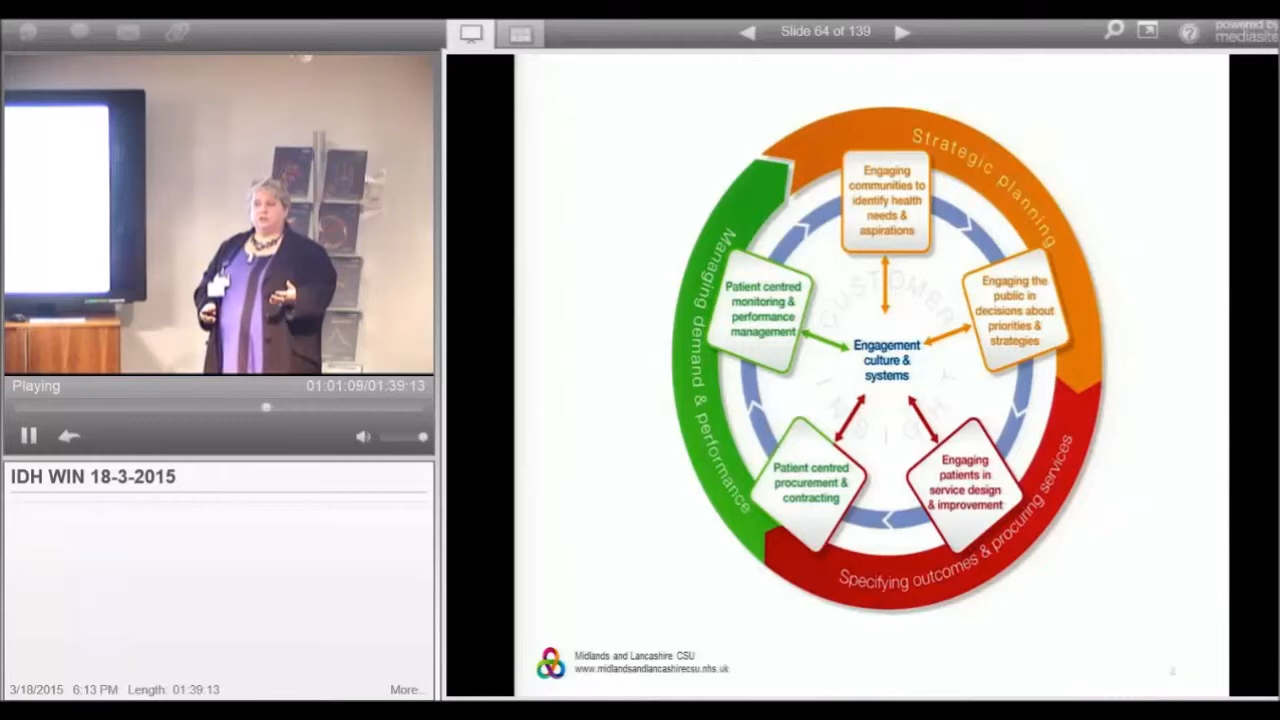 Slide 64 of 139
powered by
mediasite
Playing
01:01:09/01:39:13
IDH WIN 18-3-2015
3/18/2015 6:13 PM Length: 01:39:13
More...
Strategic planning
Engaging
communities to
identify health
needs &
aspirations
Engaging the
public in
decisions about
priorities &
strategies
Managing demand & performance
Patient centred
monitoring &
performance
management
Engagement
culture &
systems
Patient centred
procurement &
contracting
Engaging
patients in
service design
& improvement
Specifying outcomes & procuring services
Midlands and Lancashire CSU
www.midlandsandlancashirecsu.nhs.uk
4